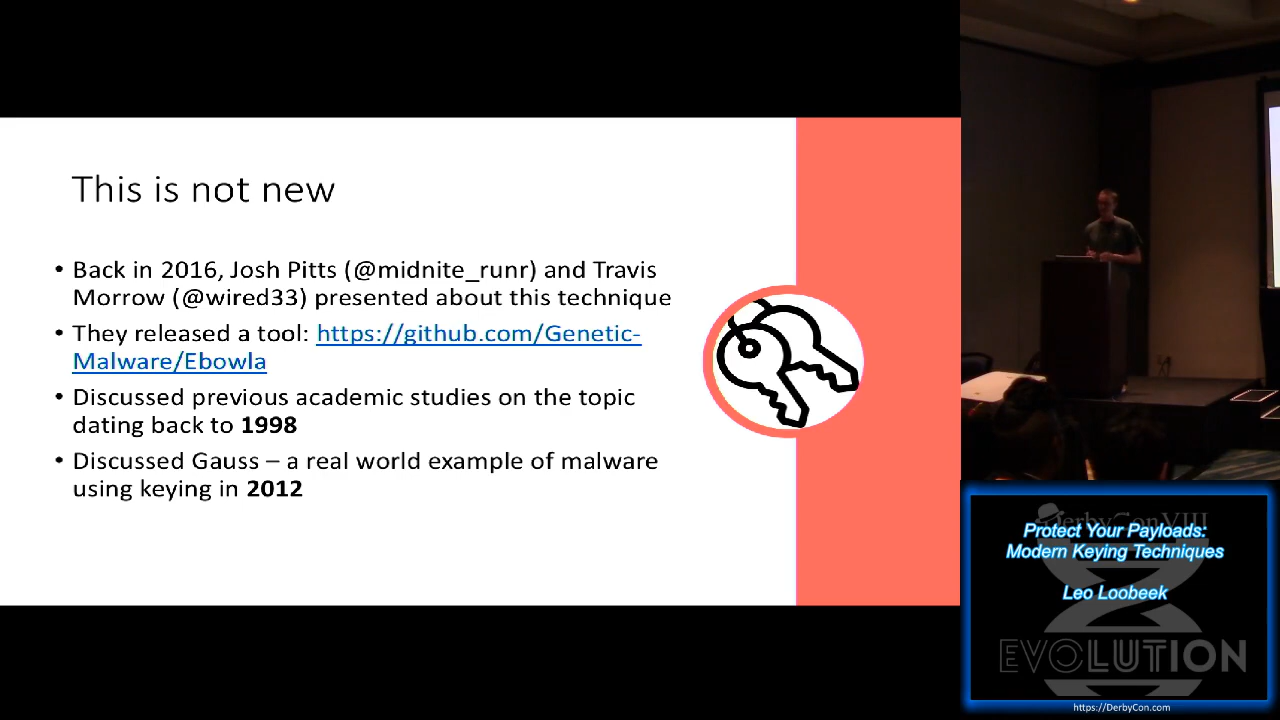 This is not new
• Back in 2016, Josh Pitts (@midnite_runr) and Travis
Morrow (@wired33) presented about this technique
• They released a tool: https://github.com/Genetic-
Malware/Ebowla
• Discussed previous academic studies on the topic
dating back to 1998
• Discussed Gauss – a real world example of malware
using keying in 2012
DerbyCon VIII
Protect Your Payloads:
Modern Keying Techniques
Leo Loobeek
EVOLUTION
https://DerbyCon.com